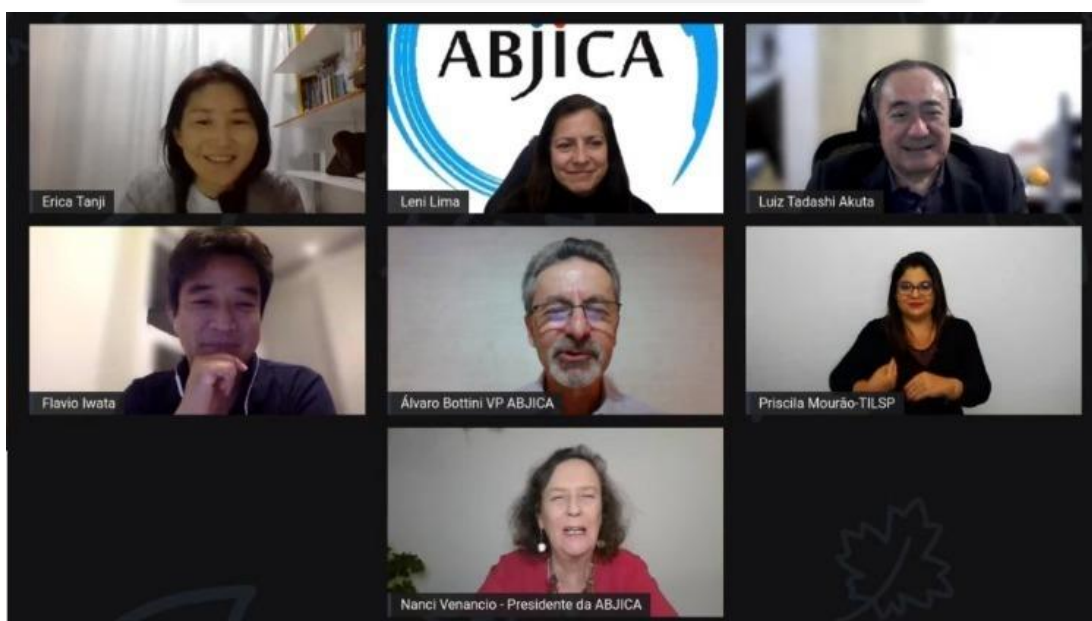 ABJICA
Erica Tanji
Leni Lima
Luiz Tadashi Akuta
Flavio Iwata
Álvaro Bottini VP ABJICA
Priscila Mourão-TILSP
Nanci Venancio - Presidente da ABJICA